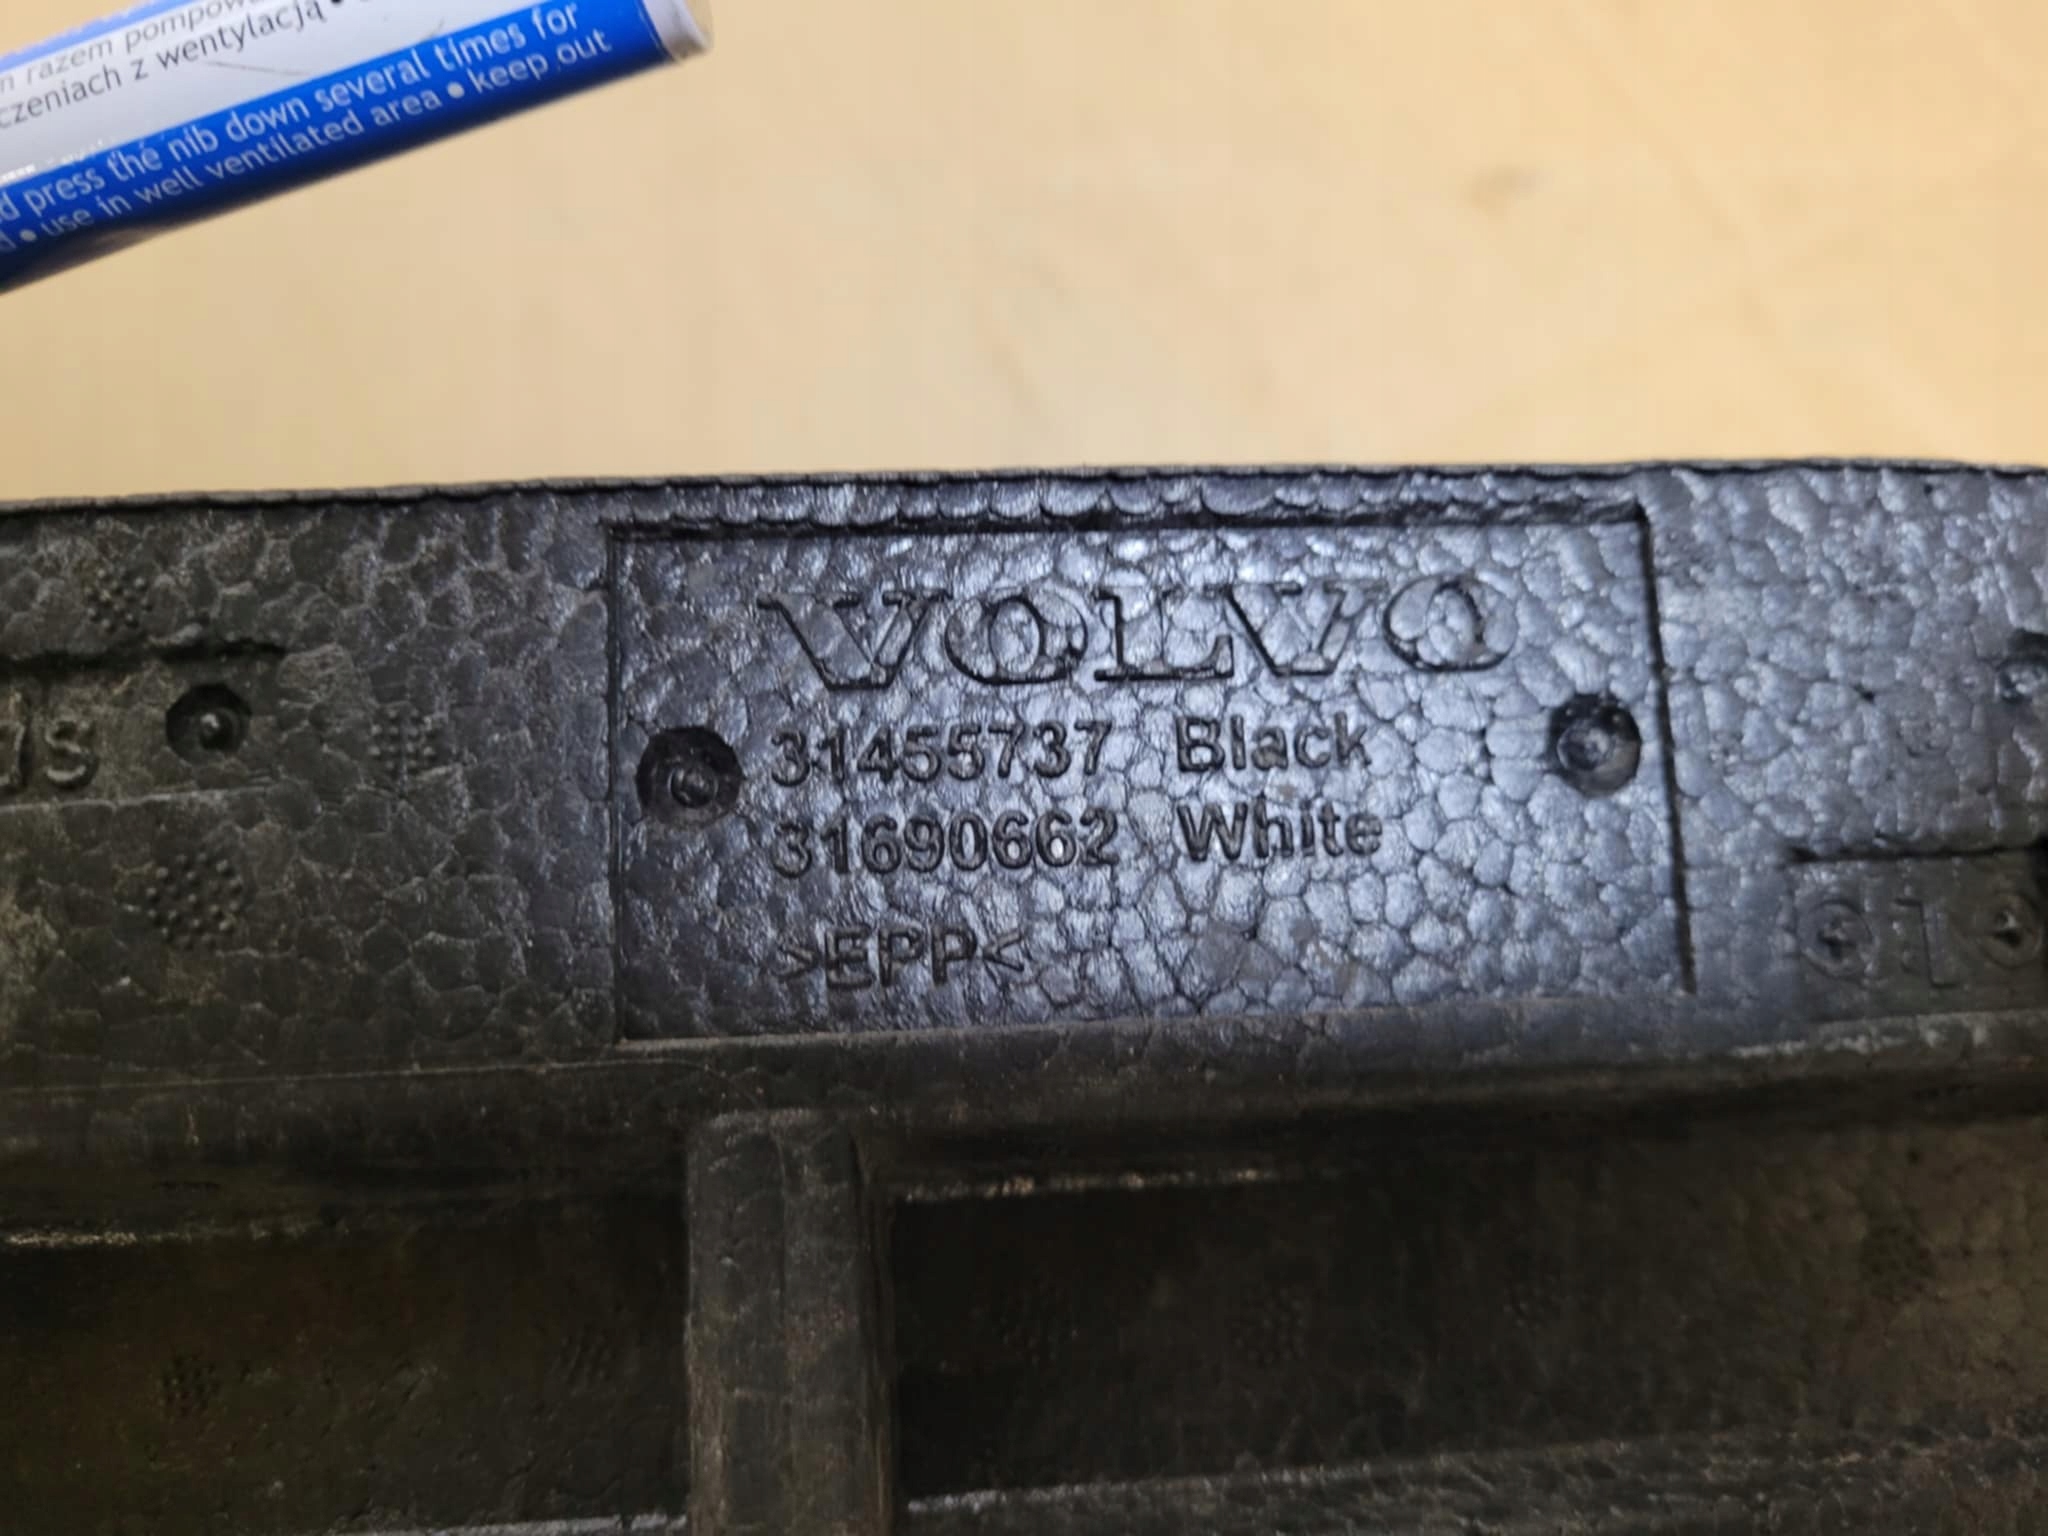 razem pompow
czeniach z wentylacją •
press the nib down several times for
• use in well ventilated area • keep out
VOLVO
31455737 Black
31690662 White
>EPP<
US